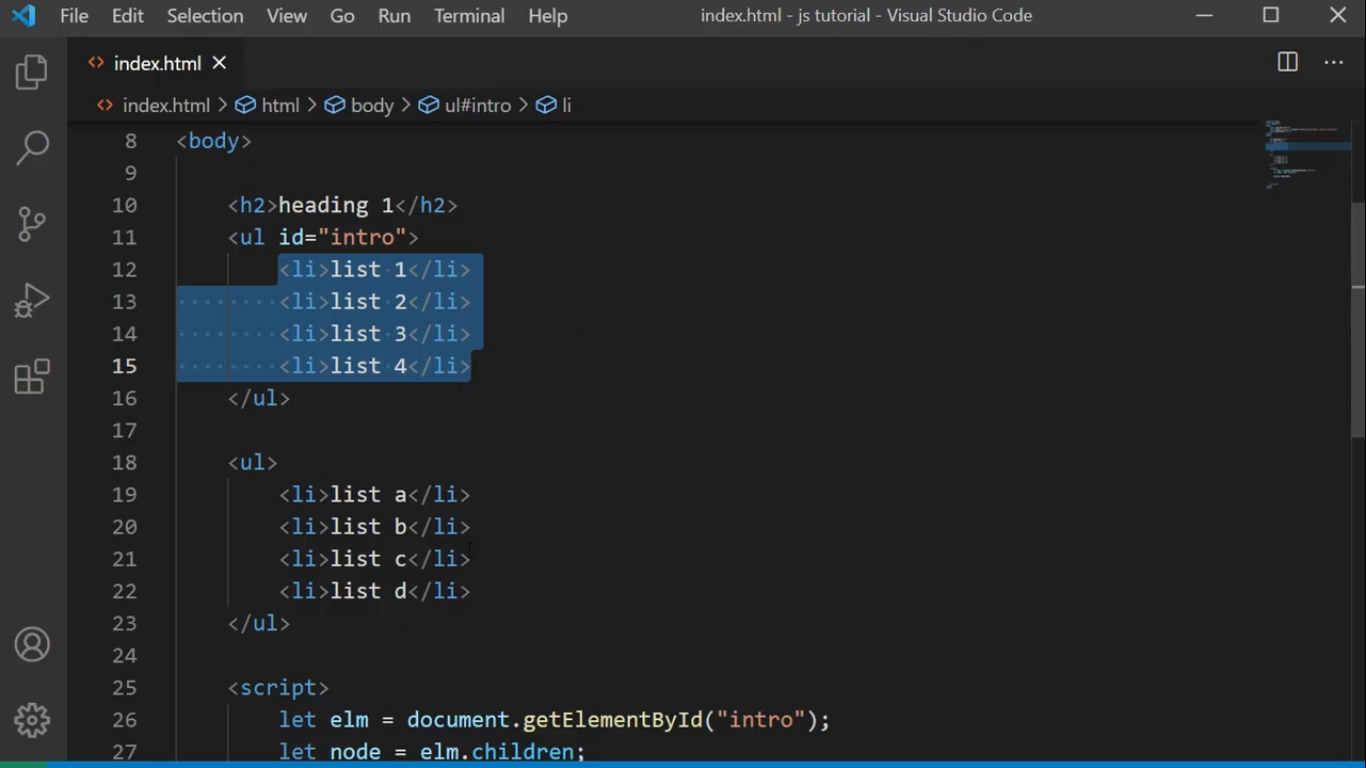 File Edit Selection View Go Run Terminal Help index.html - js tutorial - Visual Studio Code
index.html
index.html > html > body > ul#intro > li
8 <body>
9
10 <h2>heading 1</h2>
11 <ul id="intro">
12 <li>list 1</li>
13 <li>list 2</li>
14 <li>list 3</li>
15 <li>list 4</li>
16 </ul>
17
18 <ul>
19 <li>list a</li>
20 <li>list b</li>
21 <li>list c</li>
22 <li>list d</li>
23 </ul>
24
25 <script>
26 let elm = document.getElementById("intro");
27 let node = elm.children;